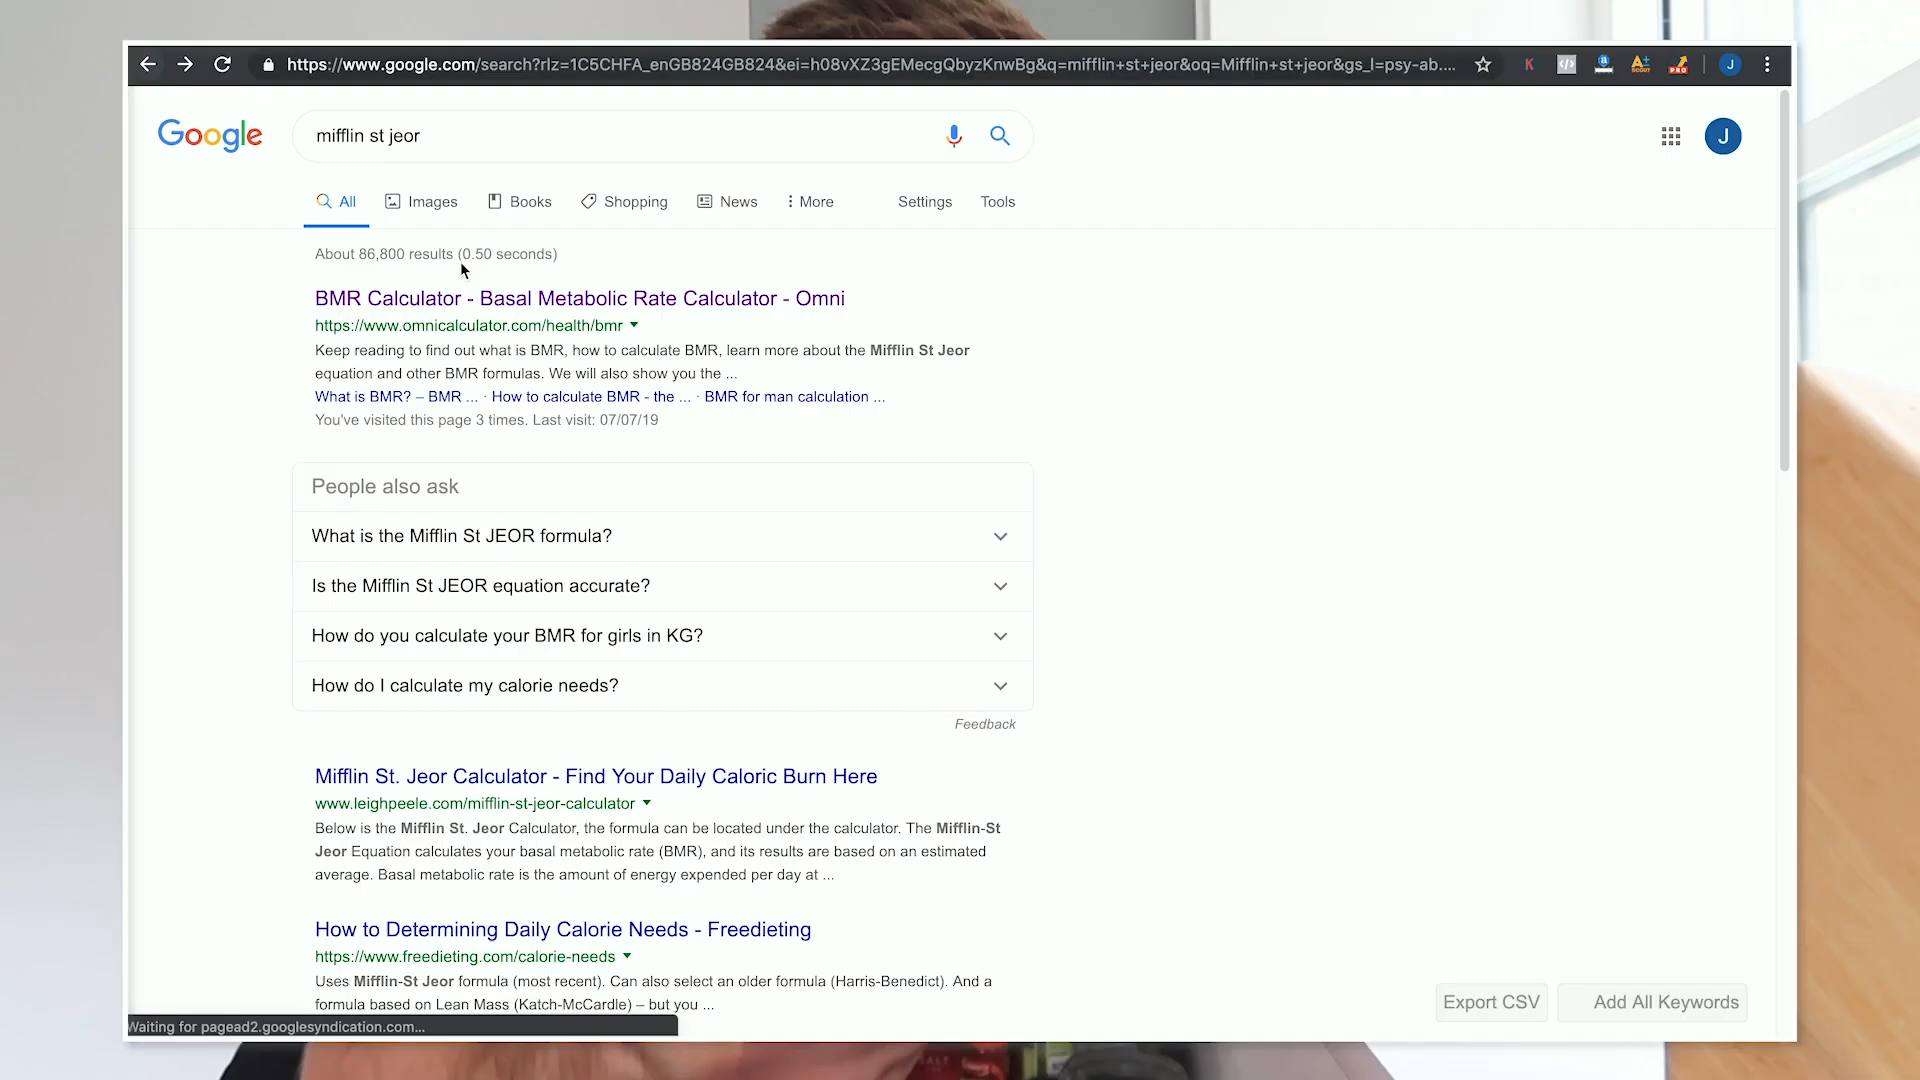 https://www.google.com/search?rlz=1C5CHFA_enGB824GB824&ei=h08vXZ3gEMecgQbyzKnwBg&q=mifflin+st+jeor&oq=Mifflin+st+jeor&gs_l=psy-ab....
K
PRO
J
Google
mifflin st jeor
J
All
Images
Books
Shopping
News
More
Settings
Tools
About 86,800 results (0.50 seconds)
BMR Calculator - Basal Metabolic Rate Calculator - Omni
https://www.omnicalculator.com/health/bmr
Keep reading to find out what is BMR, how to calculate BMR, learn more about the Mifflin St Jeor
equation and other BMR formulas. We will also show you the ...
What is BMR? – BMR ... · How to calculate BMR - the ... · BMR for man calculation ...
You've visited this page 3 times. Last visit: 07/07/19
People also ask
What is the Mifflin St JEOR formula?
Is the Mifflin St JEOR equation accurate?
How do you calculate your BMR for girls in KG?
How do I calculate my calorie needs?
Feedback
Mifflin St. Jeor Calculator - Find Your Daily Caloric Burn Here
www.leighpeele.com/mifflin-st-jeor-calculator
Below is the Mifflin St. Jeor Calculator, the formula can be located under the calculator. The Mifflin-St
Jeor Equation calculates your basal metabolic rate (BMR), and its results are based on an estimated
average. Basal metabolic rate is the amount of energy expended per day at ...
How to Determining Daily Calorie Needs - Freedieting
https://www.freedieting.com/calorie-needs
Uses Mifflin-St Jeor formula (most recent). Can also select an older formula (Harris-Benedict). And a
formula based on Lean Mass (Katch-McCardle) – but you ...
Export CSV
Add All Keywords
Waiting for pagead2.googlesyndication.com...